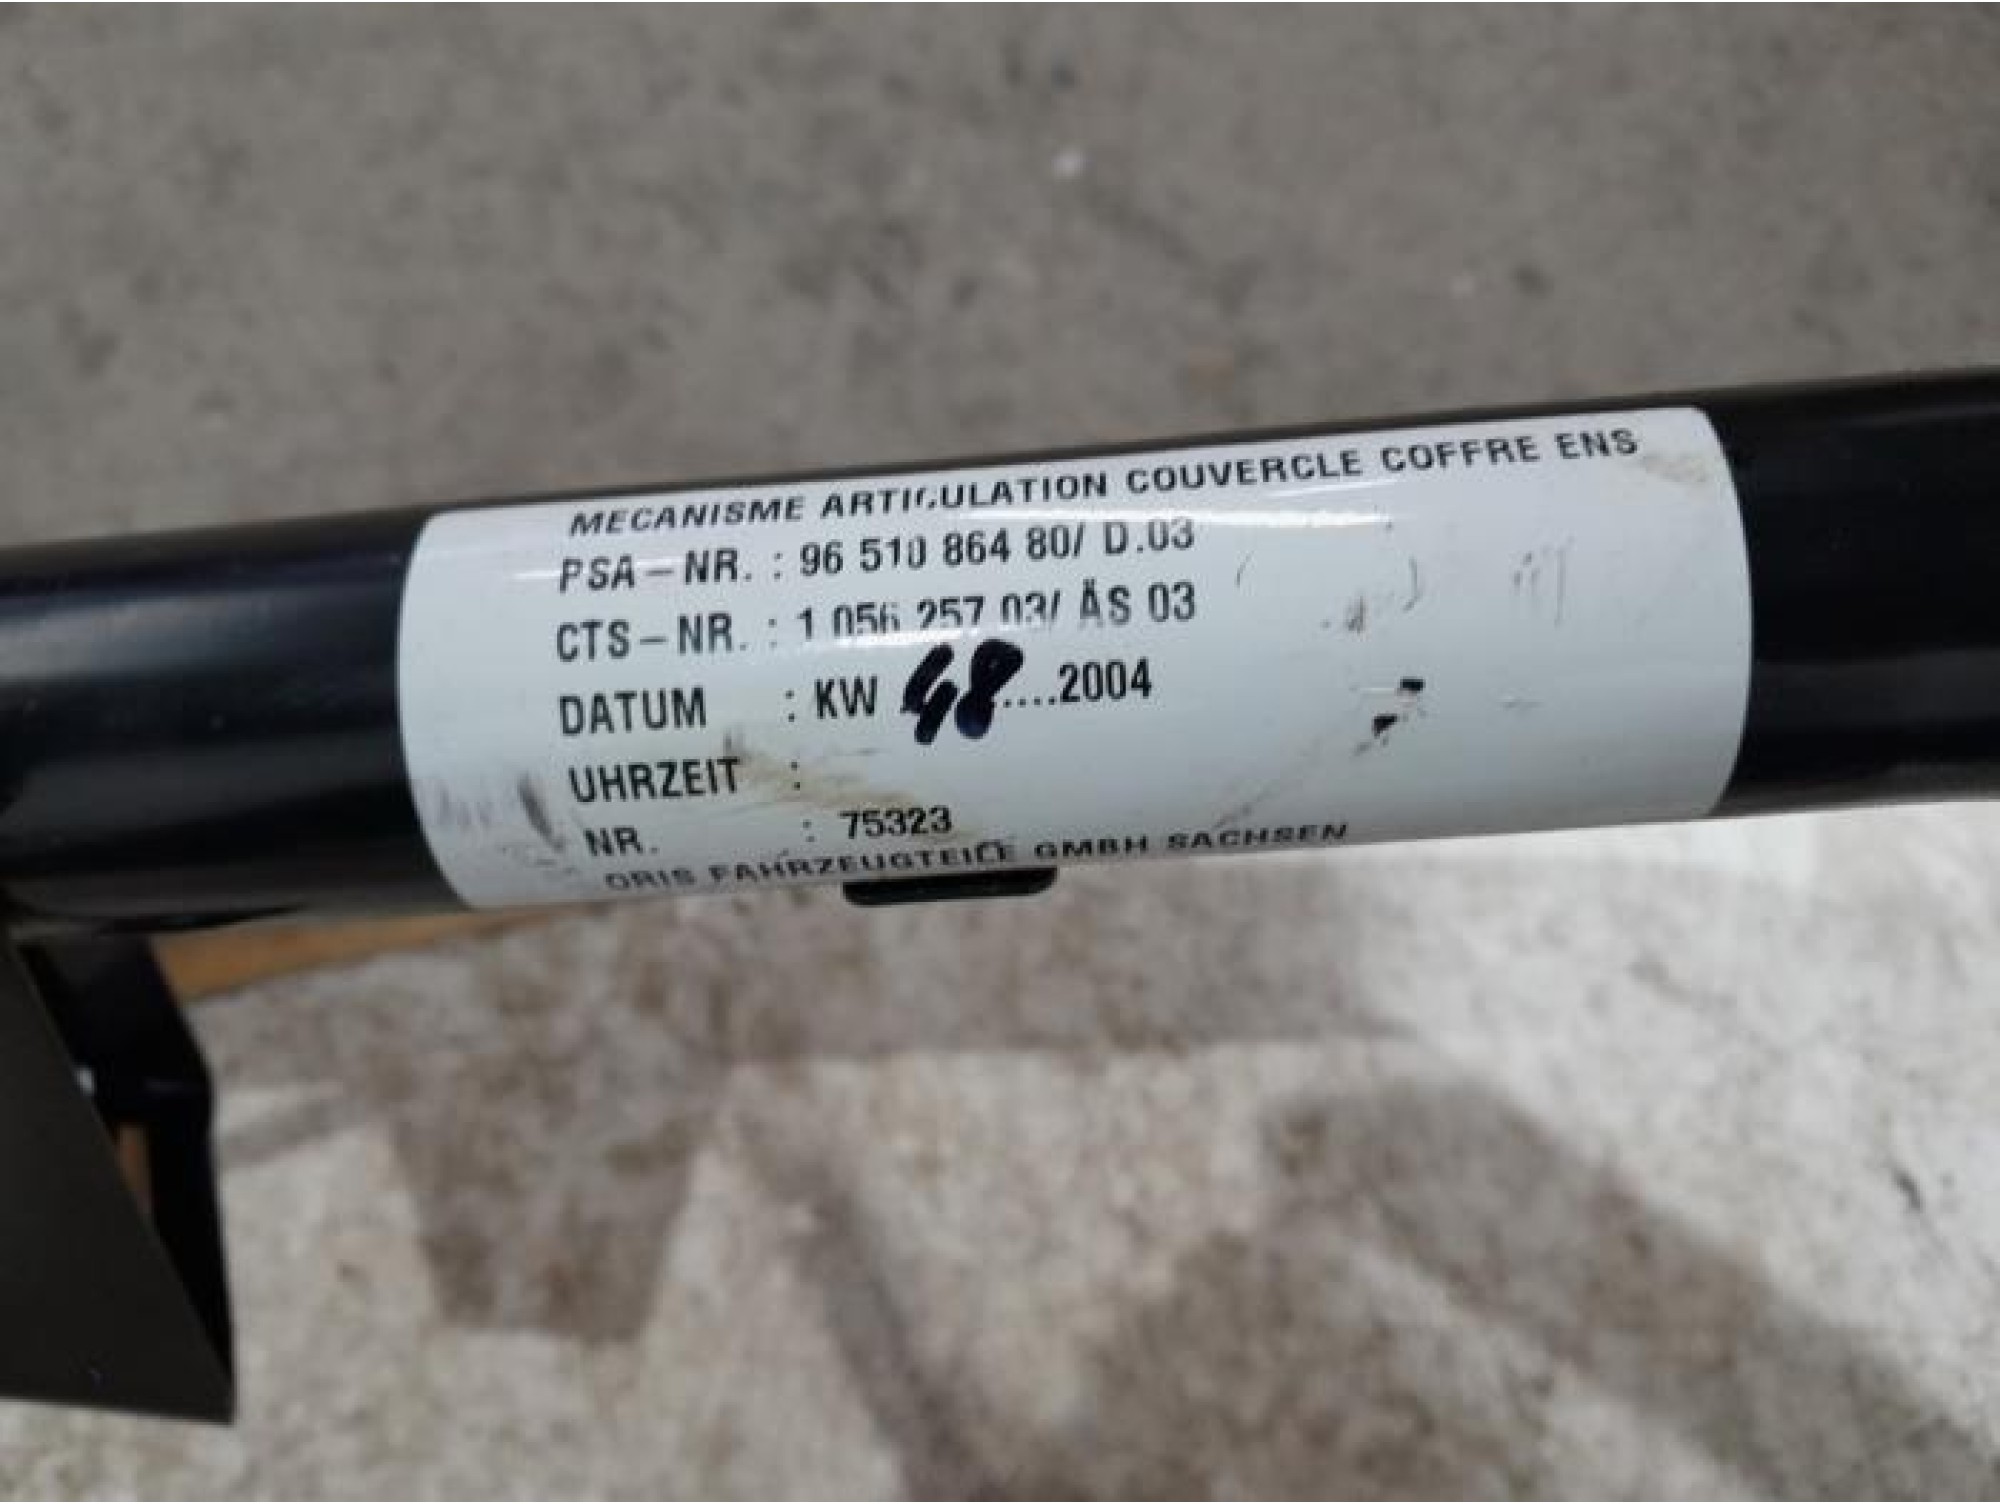 MECANISME ARTICULATION COUVERCLE COFFRE ENS
PSA-NR. : 96 510 864 80/ D.03
CTS-NR. : 1 056 257 03/ ÄS 03
DATUM : KW 48....2004
UHRZEIT :
NR. : 75323
ORIS FAHRZEUGTEILE GMBH SACHSEN